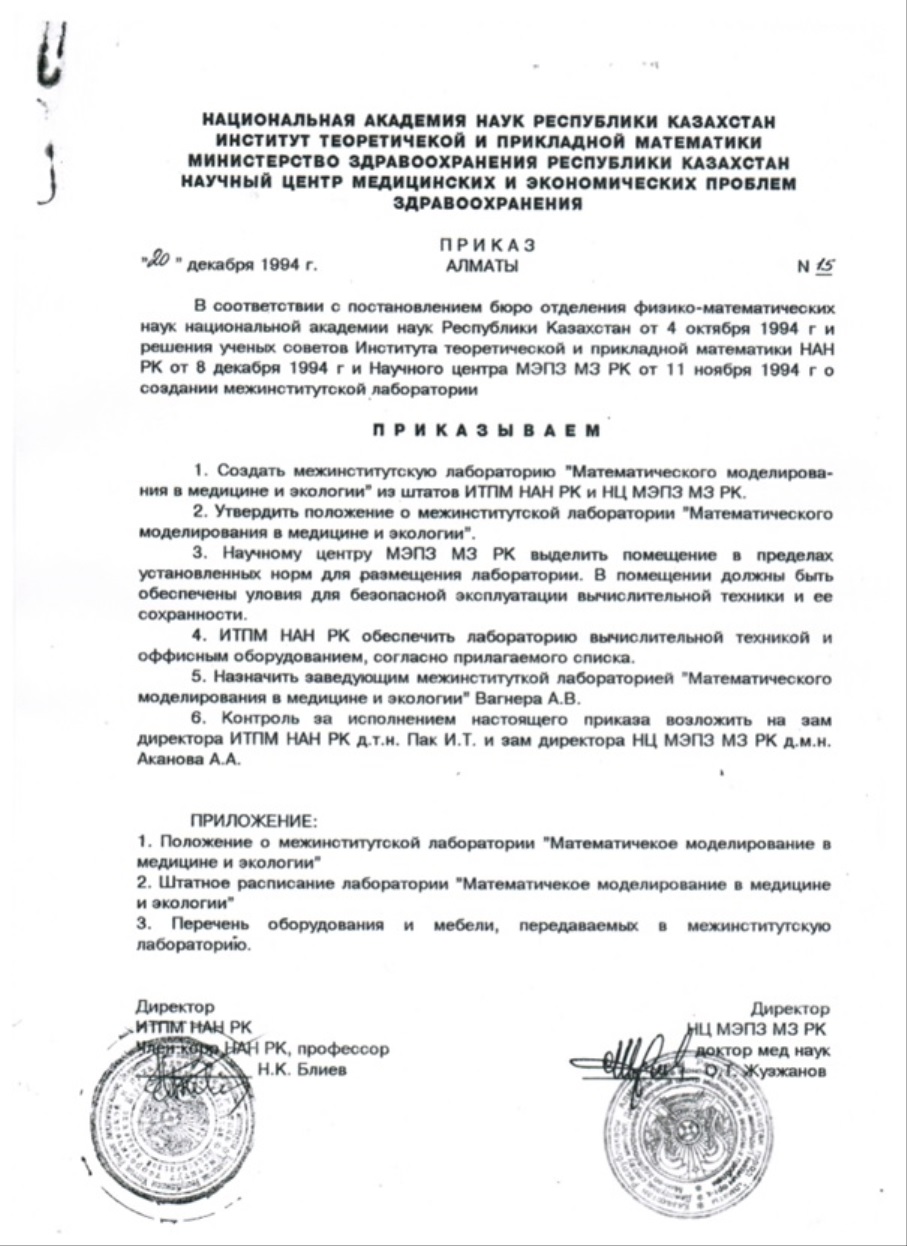 НАЦИОНАЛЬНАЯ АКАДЕМИЯ НАУК РЕСПУБЛИКИ КАЗАХСТАН
ИНСТИТУТ ТЕОРЕТИЧЕКОЙ И ПРИКЛАДНОЙ МАТЕМАТИКИ
МИНИСТЕРСТВО ЗДРАВООХРАНЕНИЯ РЕСПУБЛИКИ КАЗАХСТАН
НАУЧНЫЙ ЦЕНТР МЕДИЦИНСКИХ И ЭКОНОМИЧЕСКИХ ПРОБЛЕМ
ЗДРАВООХРАНЕНИЯ
П Р И К А З
"20" декабря 1994 г. АЛМАТЫ N 15
В соответствии с постановлением бюро отделения физико-математических
наук национальной академии наук Республики Казахстан от 4 октября 1994 г и
решения ученых советов Института теоретической и прикладной математики НАН
РК от 8 декабря 1994 г и Научного центра МЭПЗ МЗ РК от 11 ноября 1994 г о
создании межинститутской лаборатории
П Р И К А З Ы В А Е М
1. Создать межинститутскую лабораторию "Математического моделирова-
ния в медицине и экологии" из штатов ИТПМ НАН РК и НЦ МЭПЗ МЗ РК.
2. Утвердить положение о межинститутской лаборатории "Математического
моделирования в медицине и экологии".
3. Научному центру МЭПЗ МЗ РК выделить помещение в пределах
установленных норм для размещения лаборатории. В помещении должны быть
обеспечены уловия для безопасной эксплуатации вычислительной техники и ее
сохранности.
4. ИТПМ НАН РК обеспечить лабораторию вычислительной техникой и
оффисным оборудованием, согласно прилагаемого списка.
5. Назначить заведующим межинституткой лабораторией "Математического
моделирования в медицине и экологии" Вагнера А.В.
6. Контроль за исполнением настоящего приказа возложить на зам
директора ИТПМ НАН РК д.т.н. Пак И.Т. и зам директора НЦ МЭПЗ МЗ РК д.м.н.
Аканова А.А.
ПРИЛОЖЕНИЕ:
1. Положение о межинститутской лаборатории "Математичекое моделирование в
медицине и экологии"
2. Штатное расписание лаборатории "Математичекое моделирование в медицине
и экологии"
3. Перечень оборудования и мебели, передаваемых в межинститутскую
лабораторию.
Директор
ИТПМ НАН РК
Член корр НАН РК, профессор
Н.К. Блиев
Директор
НЦ МЭПЗ МЗ РК
доктор мед наук
О.Т. Жузжанов